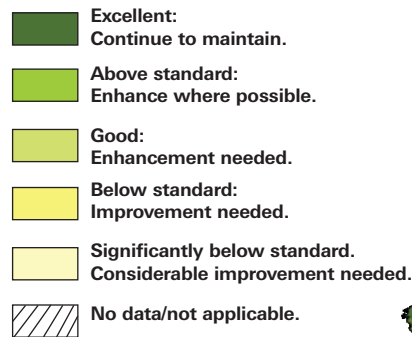 Excellent:
Continue to maintain.
Above standard:
Enhance where possible.
Good:
Enhancement needed.
Below standard:
Improvement needed.
Significantly below standard.
Considerable improvement needed.
No data/not applicable.